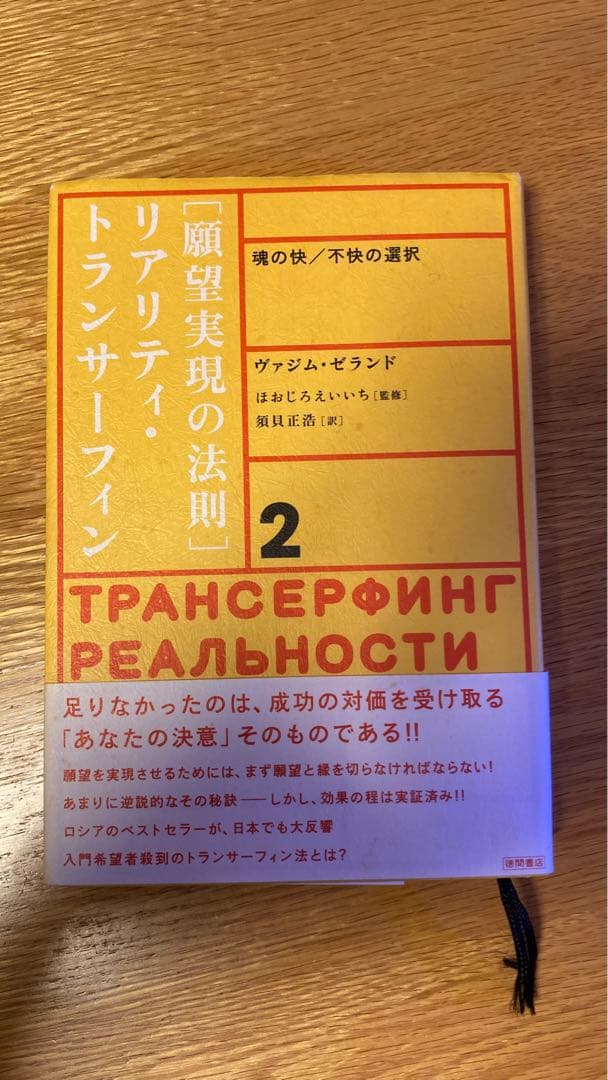 ［願望実現の法則］
リアリティ・
トランサーフィン
魂の快／不快の選択
ヴァジム・ゼランド
ほおじろえいいち［監修］
須貝正浩［訳］
2
ТРАНСЕРФИНГ
РЕАЛЬНОСТИ
足りなかったのは、成功の対価を受け取る
「あなたの決意」そのものである!!
願望を実現させるためには、まず願望と縁を切らなければならない!
あまりに逆説的なその秘訣——しかし、効果の程は実証済み!!
ロシアのベストセラーが、日本でも大反響
入門希望者殺到のトランサーフィン法とは?
徳間書店